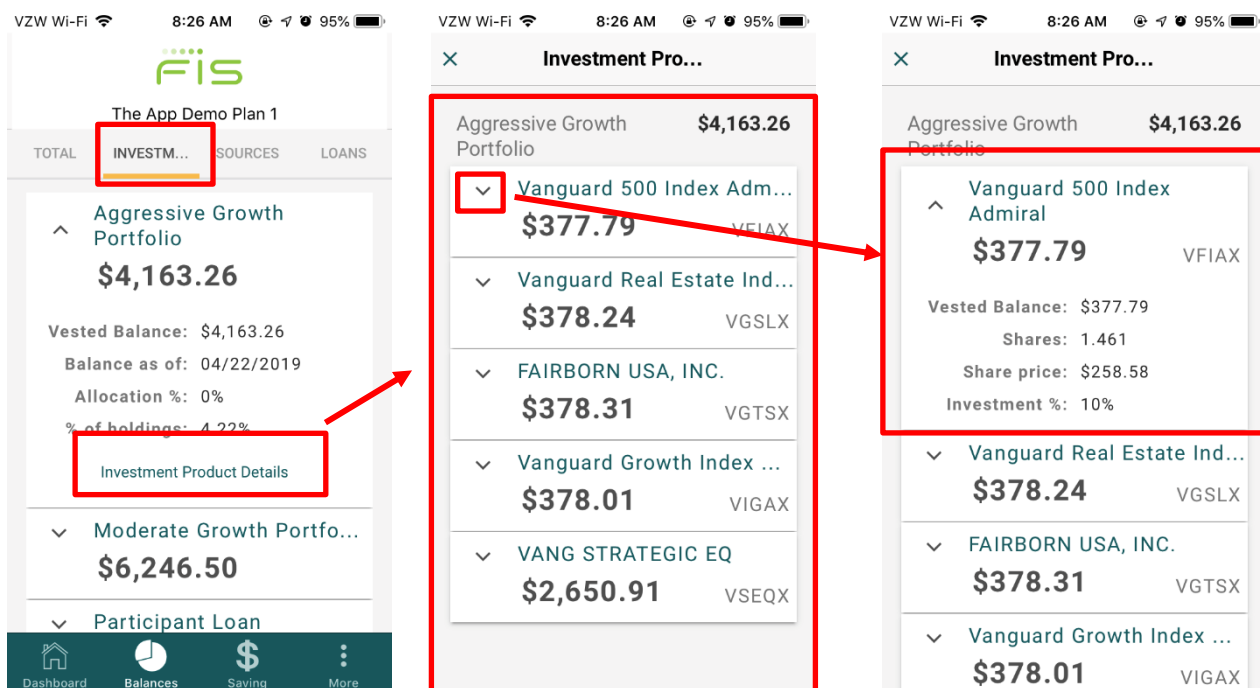 VZW Wi-Fi 8:26 AM 95%
FIS
The App Demo Plan 1
TOTAL INVESTM... SOURCES LOANS
Aggressive Growth
Portfolio
$4,163.26
Vested Balance: $4,163.26
Balance as of: 04/22/2019
Allocation %: 0%
% of holdings: 4.22%
Investment Product Details
Moderate Growth Portfo...
$6,246.50
Participant Loan
$
Dashboard Balances Saving More
VZW Wi-Fi 8:26 AM 95%
× Investment Pro...
Aggressive Growth $4,163.26
Portfolio
Vanguard 500 Index Adm...
$377.79 VFIAX
Vanguard Real Estate Ind...
$378.24 VGSLX
FAIRBORN USA, INC.
$378.31 VGTSX
Vanguard Growth Index ...
$378.01 VIGAX
VANG STRATEGIC EQ
$2,650.91 VSEQX
VZW Wi-Fi 8:26 AM 95%
× Investment Pro...
Aggressive Growth $4,163.26
Portfolio
Vanguard 500 Index
Admiral
$377.79 VFIAX
Vested Balance: $377.79
Shares: 1.461
Share price: $258.58
Investment %: 10%
Vanguard Real Estate Ind...
$378.24 VGSLX
FAIRBORN USA, INC.
$378.31 VGTSX
Vanguard Growth Index ...
$378.01 VIGAX